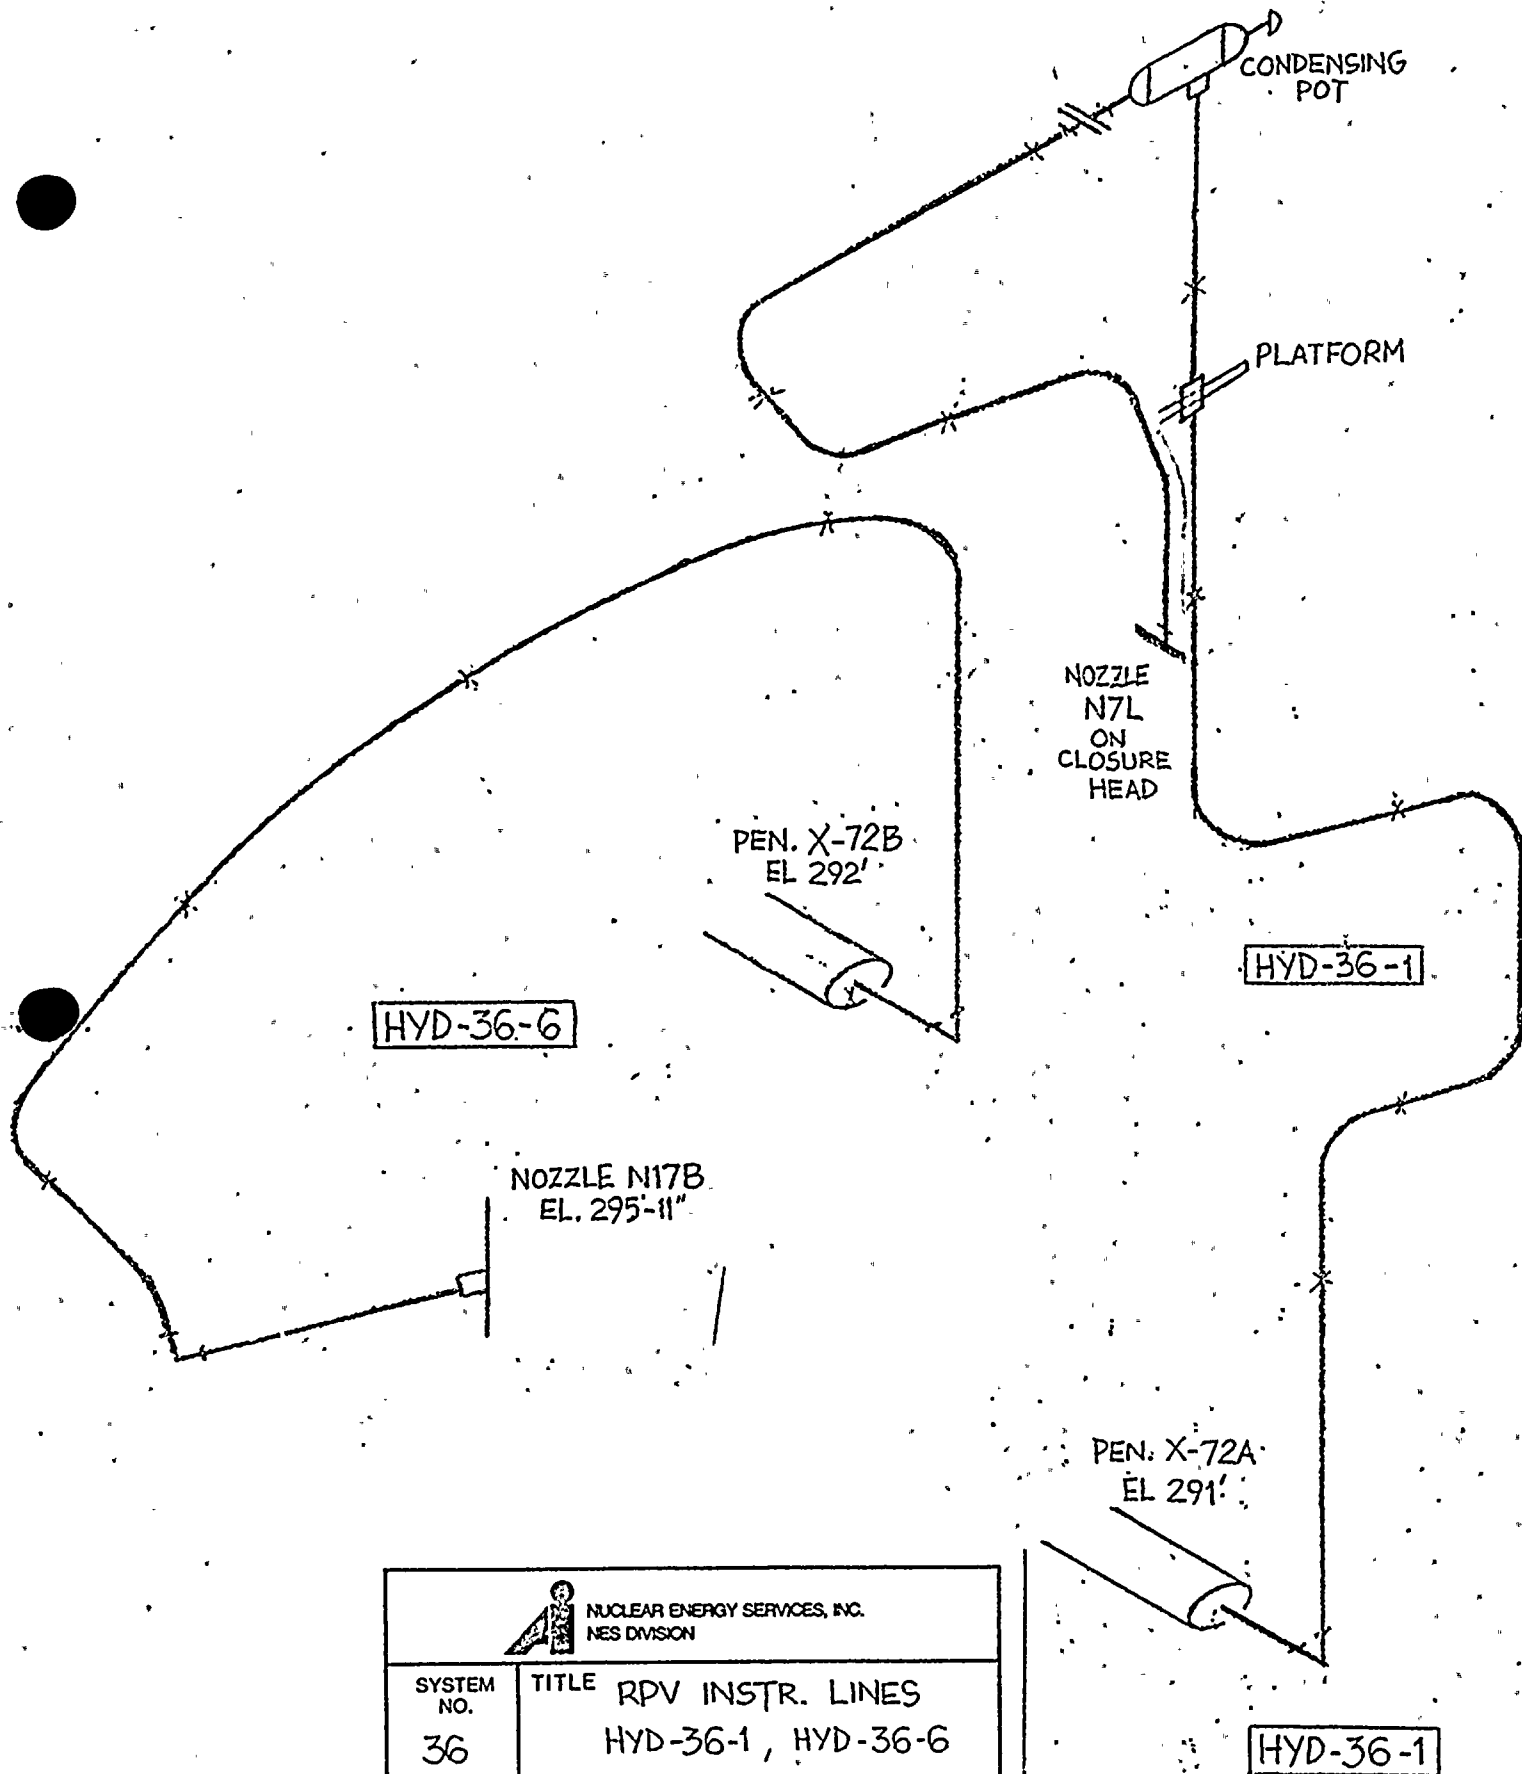 CONDENSING
POT
PLATFORM
NOZZLE
N7L
ON
CLOSURE
HEAD
PEN. X-72B
EL 292'
HYD-36-1
HYD-36-6
NOZZLE N17B
EL. 295'-11"
PEN. X-72A
EL 291'
NUCLEAR ENERGY SERVICES, INC.
NES DIVISION
SYSTEM
NO.
36
TITLE RPV INSTR. LINES
HYD-36-1, HYD-36-6
HYD-36-1